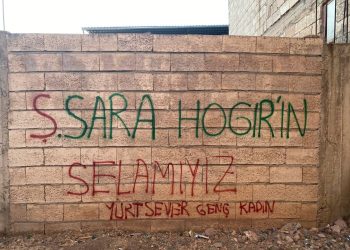 Ş. SARA HOGIR'IN
SELAMIYIZ
YURTSEVER GENÇ KADIN